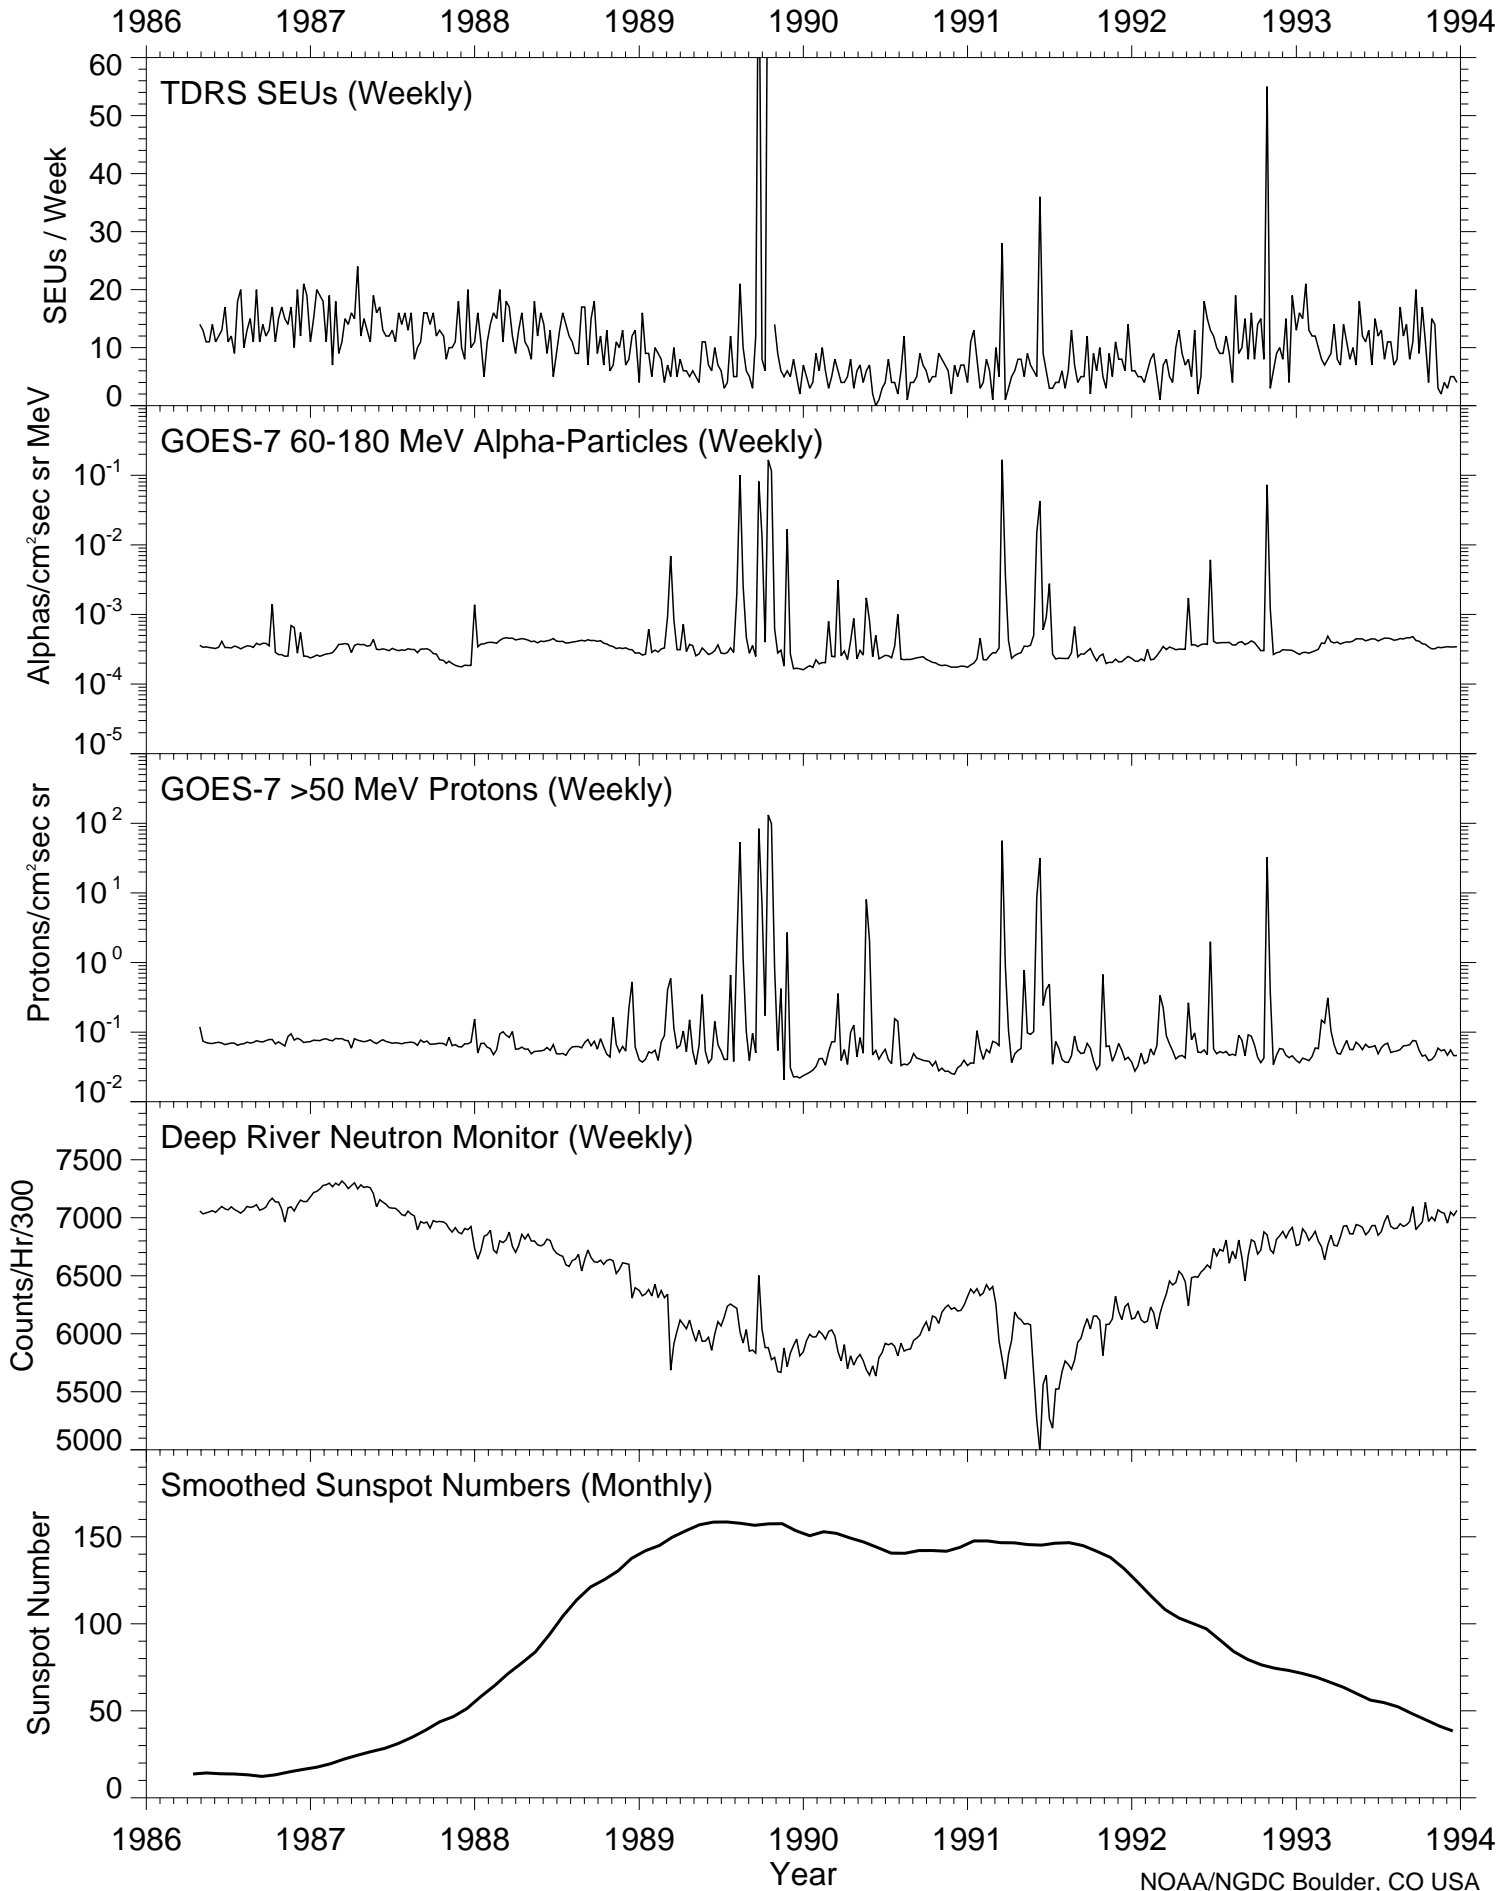 1986 1987 1988 1989 1990 1991 1992 1993 1994
TDRS SEUs (Weekly)
SEUs / Week
60
50
40
30
20
10
0
GOES-7 60-180 MeV Alpha-Particles (Weekly)
Alphas/cm²sec sr MeV
10⁻¹
10⁻²
10⁻³
10⁻⁴
10⁻⁵
GOES-7 >50 MeV Protons (Weekly)
Protons/cm²sec sr
10²
10¹
10⁰
10⁻¹
10⁻²
Deep River Neutron Monitor (Weekly)
Counts/Hr/300
7500
7000
6500
6000
5500
5000
Smoothed Sunspot Numbers (Monthly)
Sunspot Number
150
100
50
0
1986 1987 1988 1989 1990 1991 1992 1993 1994
Year
NOAA/NGDC Boulder, CO USA